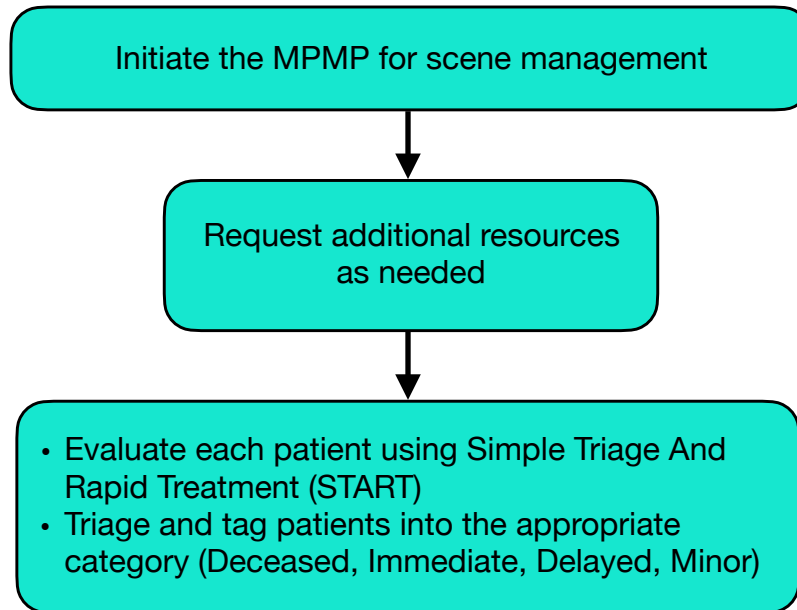 Initiate the MPMP for scene management
Request additional resources
as needed
• Evaluate each patient using Simple Triage And
Rapid Treatment (START)
• Triage and tag patients into the appropriate
category (Deceased, Immediate, Delayed, Minor)